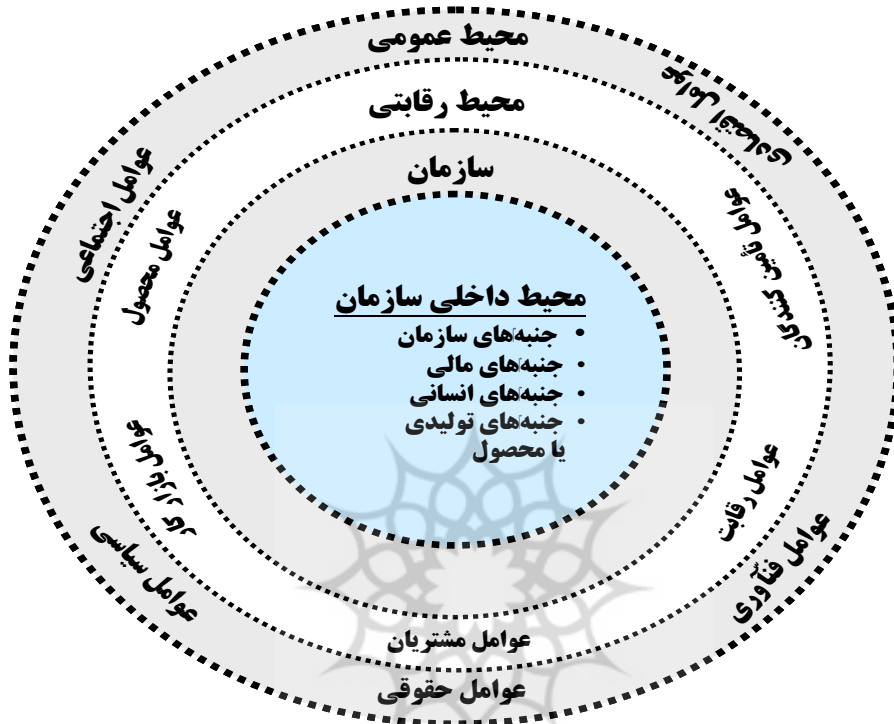 محیط عمومی
عوامل اقتصادی
محیط رقابتی
سازمان
عوامل اجتماعی
عوامل محصول
عوامل تأمین کنندگان
محیط داخلی سازمان
• جنبه‌های سازمان
• جنبه‌های مالی
• جنبه‌های انسانی
• جنبه‌های تولیدی
یا محصول
عوامل بازار کار
عوامل رقابت
عوامل سیاسی
عوامل فنّآوری
عوامل مشتریان
عوامل حقوقی